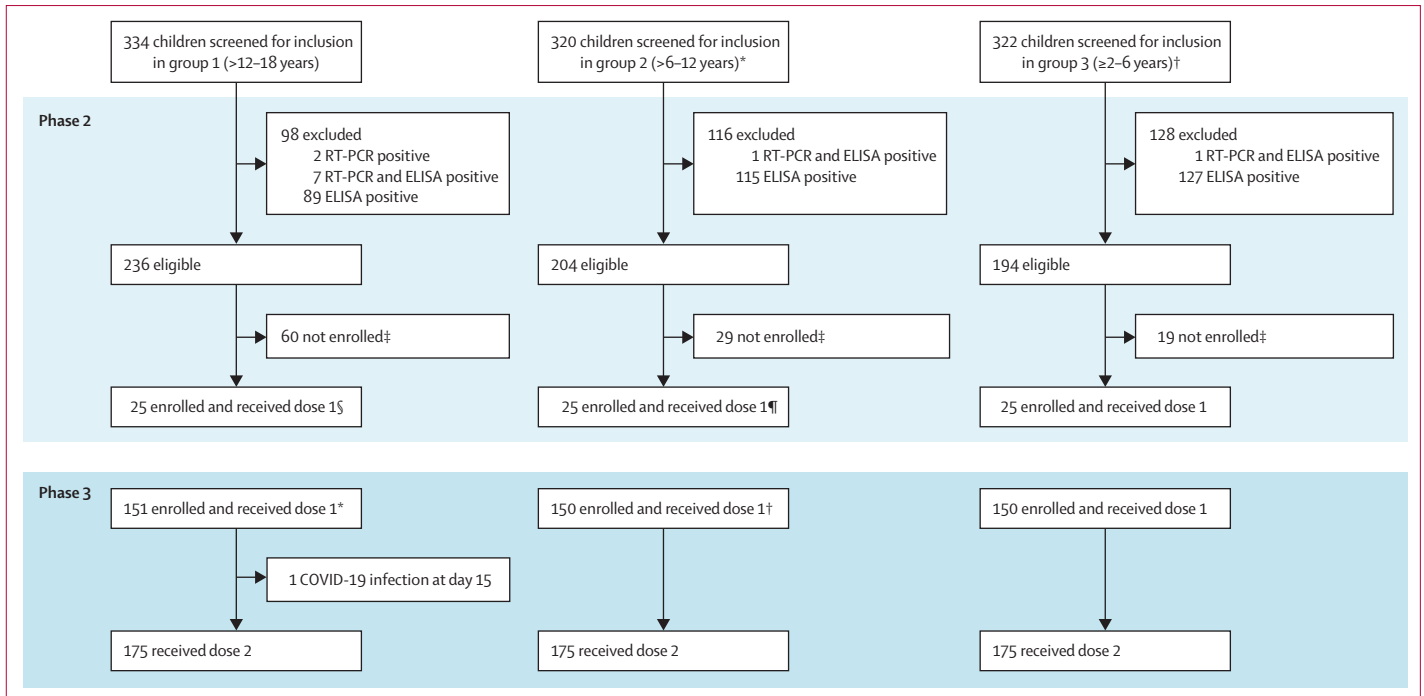 334 children screened for inclusion
in group 1 (>12–18 years)
320 children screened for inclusion
in group 2 (>6–12 years)*
322 children screened for inclusion
in group 3 (≥2–6 years)†
Phase 2
98 excluded
2 RT-PCR positive
7 RT-PCR and ELISA positive
89 ELISA positive
116 excluded
1 RT-PCR and ELISA positive
115 ELISA positive
128 excluded
1 RT-PCR and ELISA positive
127 ELISA positive
236 eligible
204 eligible
194 eligible
60 not enrolled‡
29 not enrolled‡
19 not enrolled‡
25 enrolled and received dose 1§
25 enrolled and received dose 1¶
25 enrolled and received dose 1
Phase 3
151 enrolled and received dose 1*
150 enrolled and received dose 1†
150 enrolled and received dose 1
1 COVID-19 infection at day 15
175 received dose 2
175 received dose 2
175 received dose 2